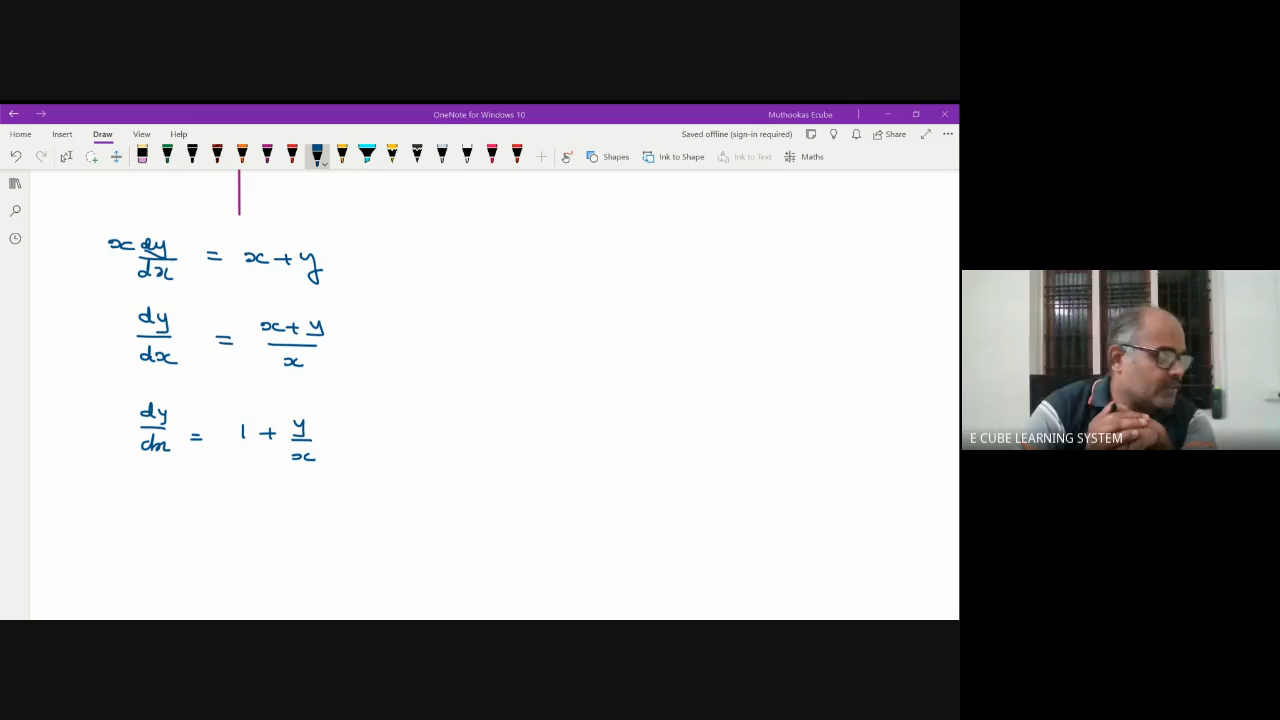 OneNote for Windows 10
Muthookas Ecube
Home Insert Draw View Help
Saved offline (sign-in required)
Share
Shapes
Ink to Shape
Ink to Text
Maths
x dy/dx = x + y
dy/dx = x + y / x
dy/dx = 1 + y/x
E CUBE LEARNING SYSTEM